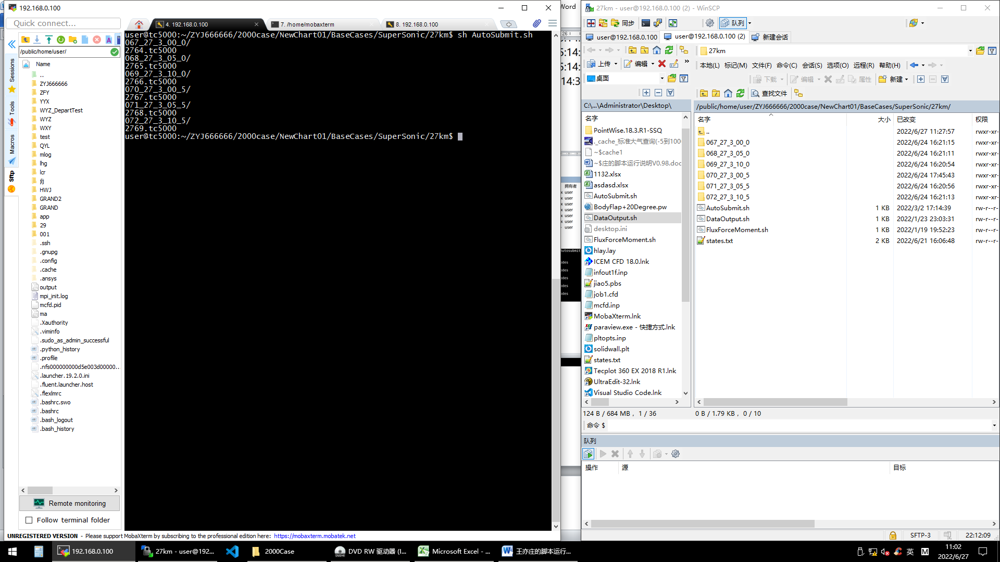 192.168.0.100
Quick connect...
4. 192.168.0.100
7. /home/mobaxterm
8. 192.168.0.100
/public/home/user/
Name
..
ZYJ666666
ZFY
YYX
WYZ_DepartTest
WYZ
WXY
test
QYL
mlog
lhg
lcr
jlj
HWJ
GRAND2
GRAND
app
29
001
.ssh
.gnupg
.config
.cache
.ansys
output
mpi_init.log
mcfd.pid
ma
.Xauthority
.viminfo
.sudo_as_admin_successful
.python_history
.profile
.nfs000000000d5e003d00000...
.launcher.19.2.0.ini
.fluent.launcher.host
.flexlmrc
.bashrc.swo
.bashrc
.bash_logout
.bash_history
Sessions
Tools
Macros
Sftp
Remote monitoring
Follow terminal folder
UNREGISTERED VERSION - Please support MobaXterm by subscribing to the professional edition here: https://mobaxterm.mobatek.net
user@tc5000:~/ZYJ666666/2000case/NewChart01/BaseCases/SuperSonic/27km$ sh AutoSubmit.sh
067_27_3_00_0/
2764.tc5000
068_27_3_05_0/
2765.tc5000
069_27_3_10_0/
2766.tc5000
070_27_3_00_5/
2767.tc5000
071_27_3_05_5/
2768.tc5000
072_27_3_10_5/
2769.tc5000
user@tc5000:~/ZYJ666666/2000case/NewChart01/BaseCases/SuperSonic/27km$
Word
5:14:
5:14:
14:3
拥有者
user
user
user
user
user
user
Autosubmit
27km - user@192.168.0.100 (2) - WinSCP
同步
队列
user@192.168.0.100
user@192.168.0.100 (2)
新建会话
27km
上传
编辑
本地(L) 标记(M) 文件(F) 命令(C) 会话(S) 选项(O) 远程(R) 帮助(H)
桌面
下载
编辑
属性
新建
查找文件
C:\...\Administrator\Desktop\
/public/home/user/ZYJ666666/2000case/NewChart01/BaseCases/SuperSonic/27km/
名字
PointWise.18.3.R1-SSQ
._cache_标准大气查询(-5到100
~$cache1
~$庄的脚本运行说明V0.98.doc
1132.xlsx
asdasd.xlsx
AutoSubmit.sh
BodyFlap+20Degree.pw
DataOutput.sh
desktop.ini
FluxForceMoment.sh
hlay.lay
ICEM CFD 18.0.lnk
infout1f.inp
jiao5.pbs
job1.cfd
mcfd.inp
MobaXterm.lnk
paraview.exe - 快捷方式.lnk
pltopts.inp
solidwall.plt
states.txt
Tecplot 360 EX 2018 R1.lnk
UltraEdit-32.lnk
Visual Studio Code.lnk
名字 大小 已改变 权限
.. 2022/6/27 11:27:57 rwxr-xr-
067_27_3_00_0 2022/6/24 16:21:15 rwxr-xr-
068_27_3_05_0 2022/6/24 16:21:11 rwxr-xr-
069_27_3_10_0 2022/6/24 16:20:54 rwxr-xr-
070_27_3_00_5 2022/6/24 17:45:43 rwxr-xr-
071_27_3_05_5 2022/6/24 16:20:56 rwxr-xr-
072_27_3_10_5 2022/6/24 16:21:13 rwxr-xr-
AutoSubmit.sh 1 KB 2022/3/2 17:14:39 rw-r--r-
DataOutput.sh 1 KB 2022/1/23 23:03:31 rw-r--r-
FluxForceMoment.sh 1 KB 2022/1/19 19:52:23 rw-r--r-
states.txt 2 KB 2022/6/21 16:06:48 rw-r--r-
124 B / 684 MB， 1 / 36
0 B / 1.79 KB， 0 / 10
命令 $
队列
操作 源 目标
SFTP-3
22:12:09
192.168.0.100
27km - user@192...
2000Case
DVD RW 驱动器 (I...
Microsoft Excel - ...
王亦庄的脚本运行...
英
M
11:02
2022/6/27